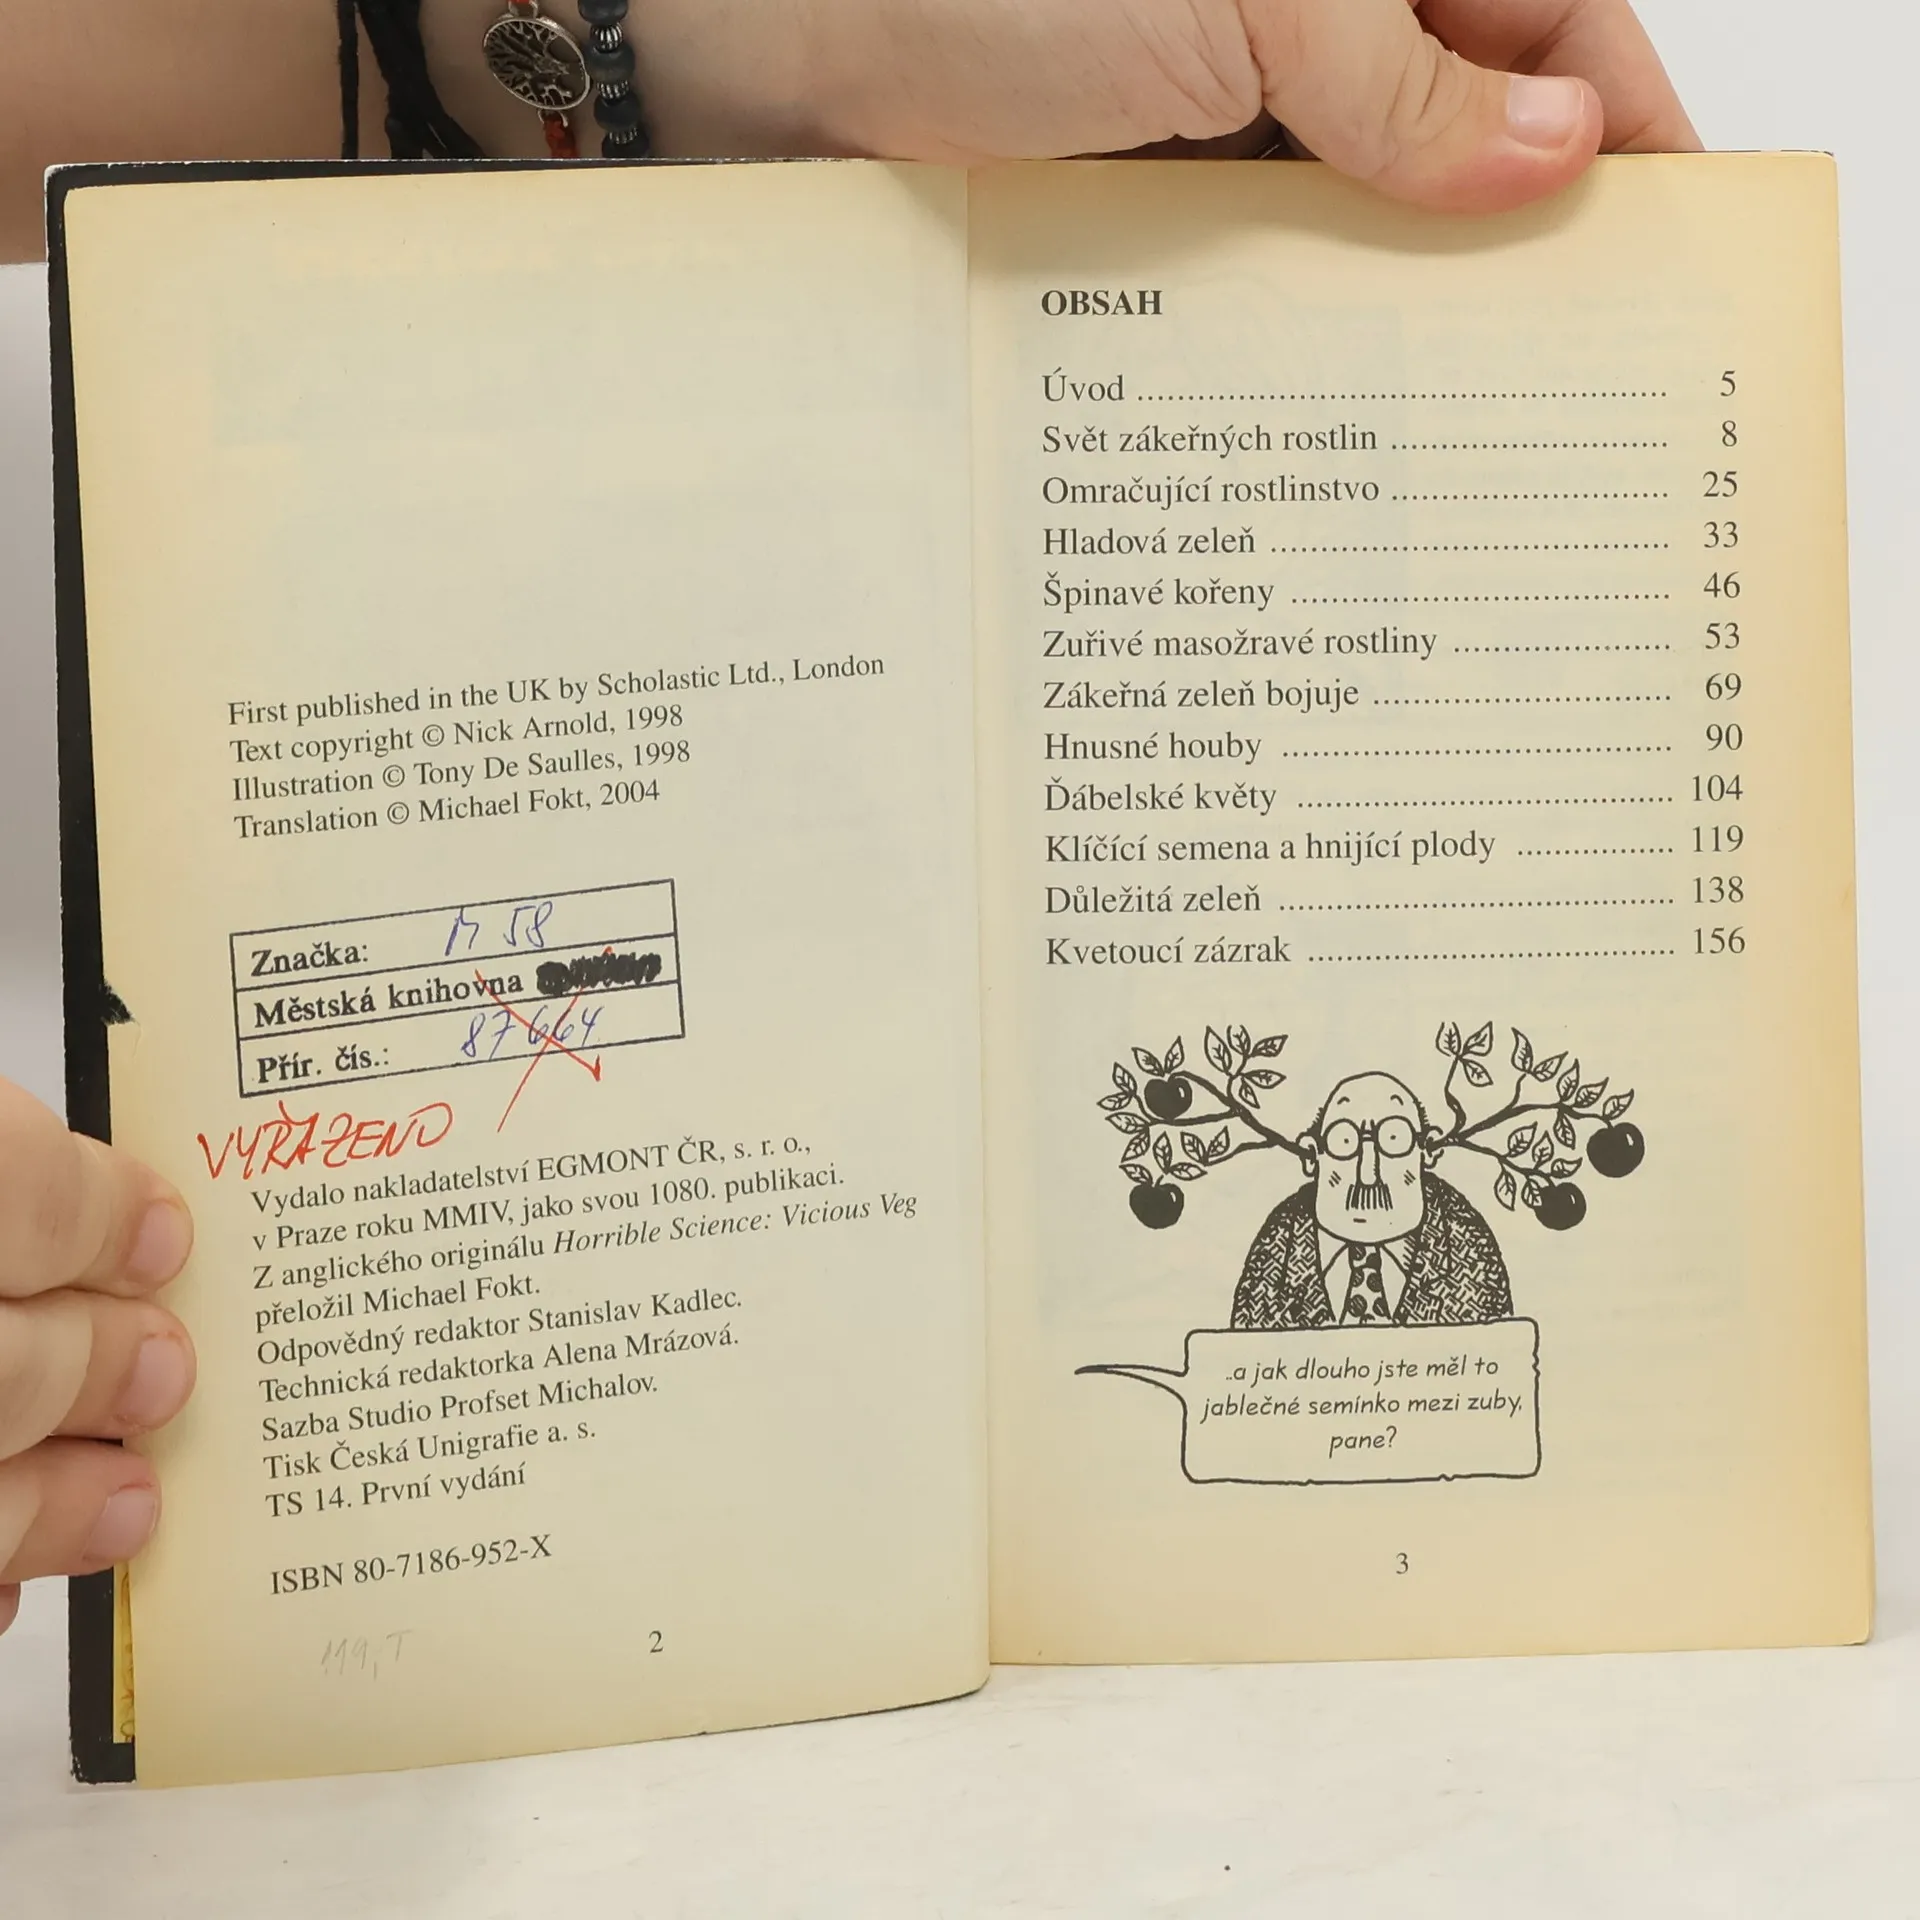 First published in the UK by Scholastic Ltd., London
Text copyright © Nick Arnold, 1998
Illustration © Tony De Saulles, 1998
Translation © Michael Fokt, 2004
Značka: M 58
Městská knihovna
Přír. čís.: 87664
VYŘAZENO
Vydalo nakladatelství EGMONT ČR, s. r. o.,
v Praze roku MMIV, jako svou 1080. publikaci.
Z anglického originálu Horrible Science: Vicious Veg
přeložil Michael Fokt.
Odpovědný redaktor Stanislav Kadlec.
Technická redaktorka Alena Mrázová.
Sazba Studio Profset Michalov.
Tisk Česká Unigrafie a. s.
TS 14. První vydání
ISBN 80-7186-952-X
2
OBSAH
Úvod ........ 5
Svět zákeřných rostlin ........ 8
Omračující rostlinstvo ........ 25
Hladová zeleň ........ 33
Špinavé kořeny ........ 46
Zuřivé masožravé rostliny ........ 53
Zákeřná zeleň bojuje ........ 69
Hnusné houby ........ 90
Ďábelské květy ........ 104
Klíčící semena a hnijící plody ........ 119
Důležitá zeleň ........ 138
Kvetoucí zázrak ........ 156
..a jak dlouho jste měl to
jablečné semínko mezi zuby,
pane?
3